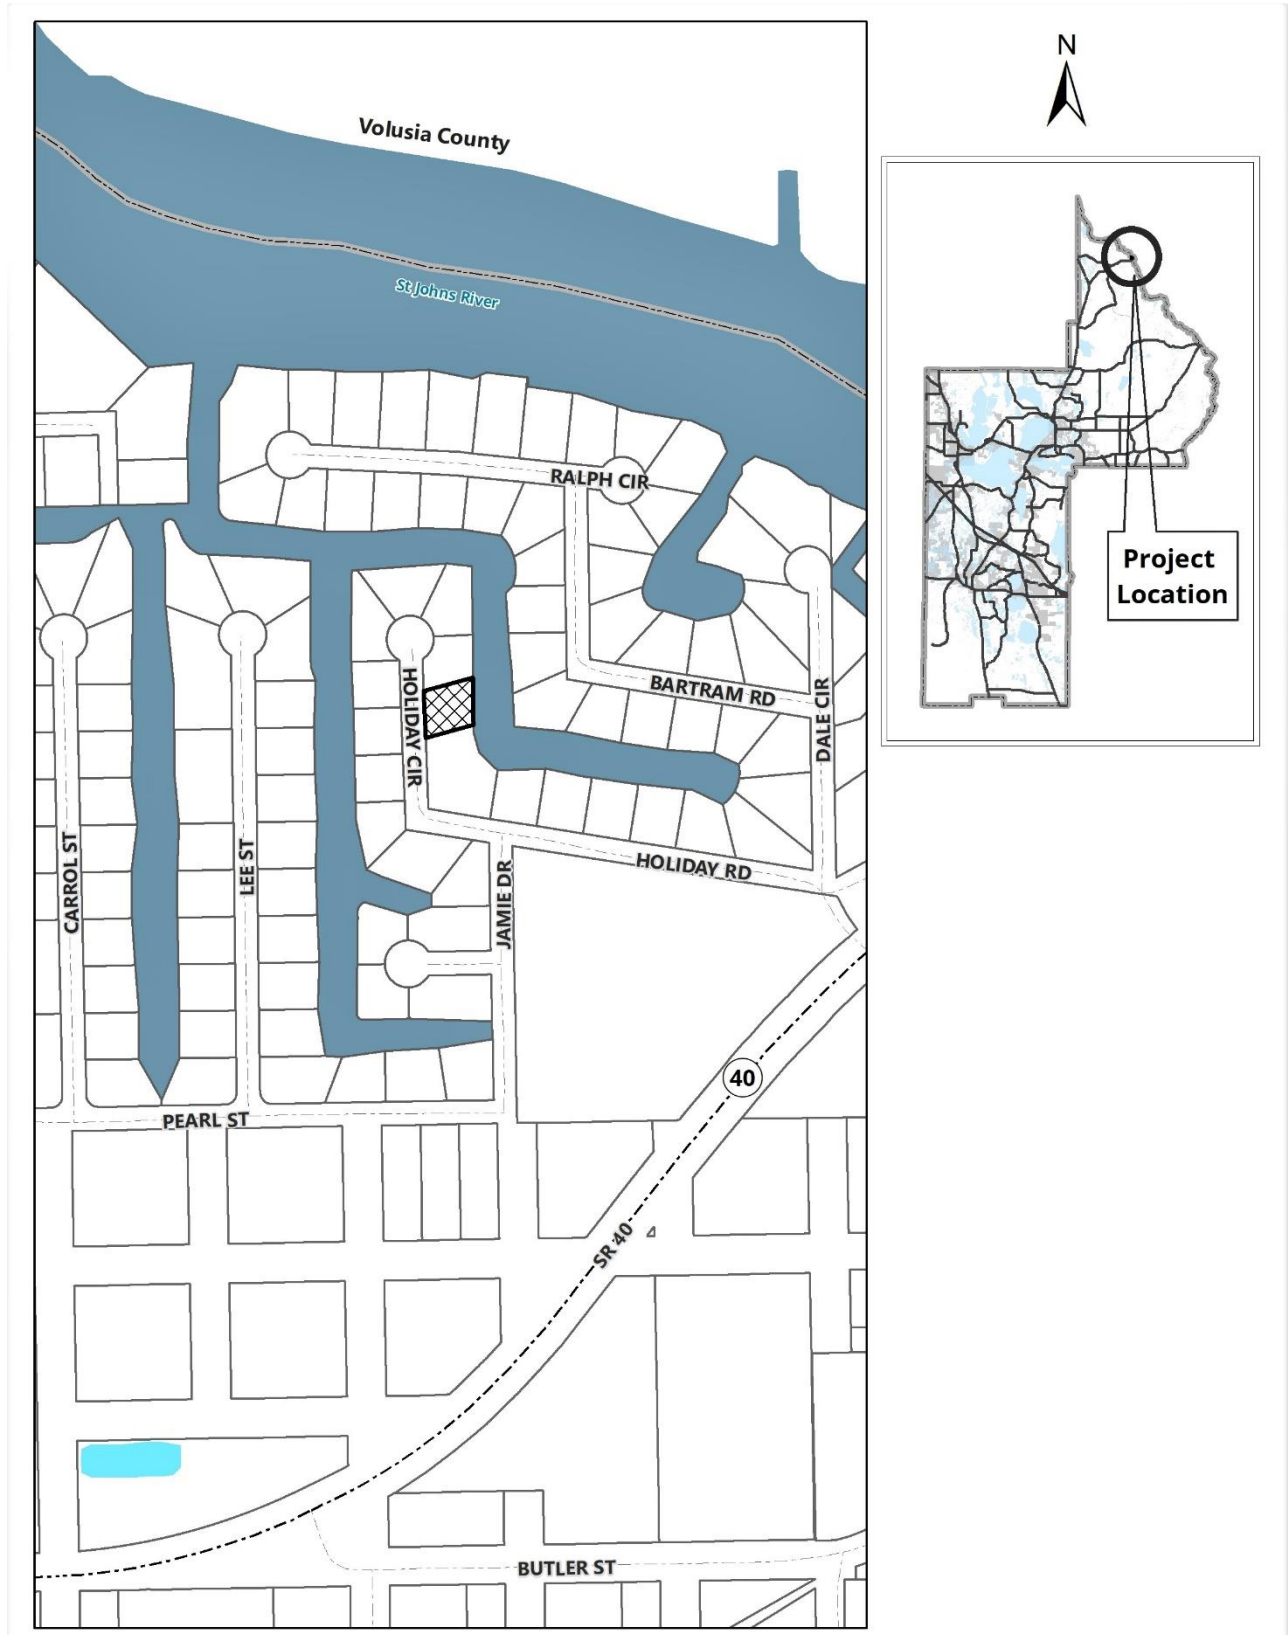 N
Volusia County
St Johns River
RALPH CIR
HOLIDAY CIR
BARTRAM RD
DALE CIR
CARROL ST
LEE ST
JAMIE DR
HOLIDAY RD
40
PEARL ST
SR 40
BUTLER ST
Project
Location